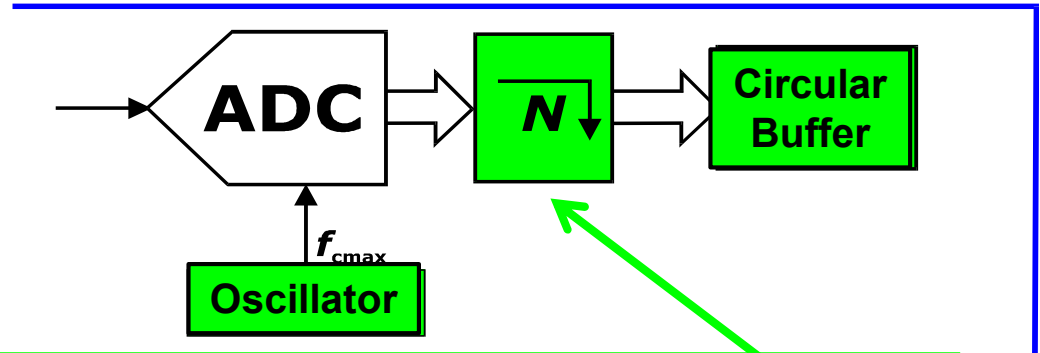 ADC
N
Circular
Buffer
fcmax
Oscillator